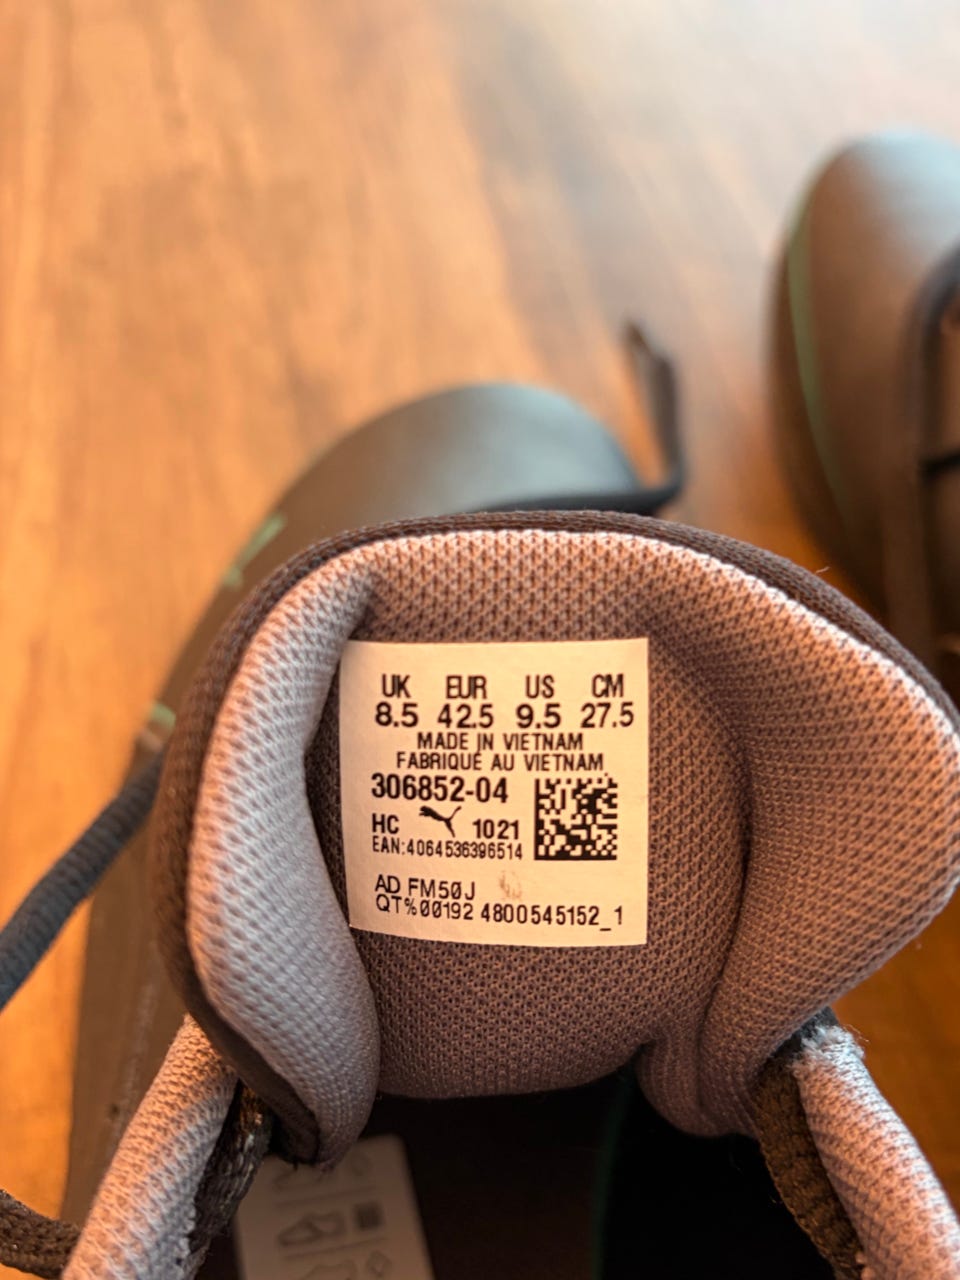 UK EUR US CM
8.5 42.5 9.5 27.5
MADE IN VIETNAM
FABRIQUÉ AU VIETNAM
306852-04
HC 1021
EAN:4064536396514
AD FM50J
QT%00192 4800545152_1